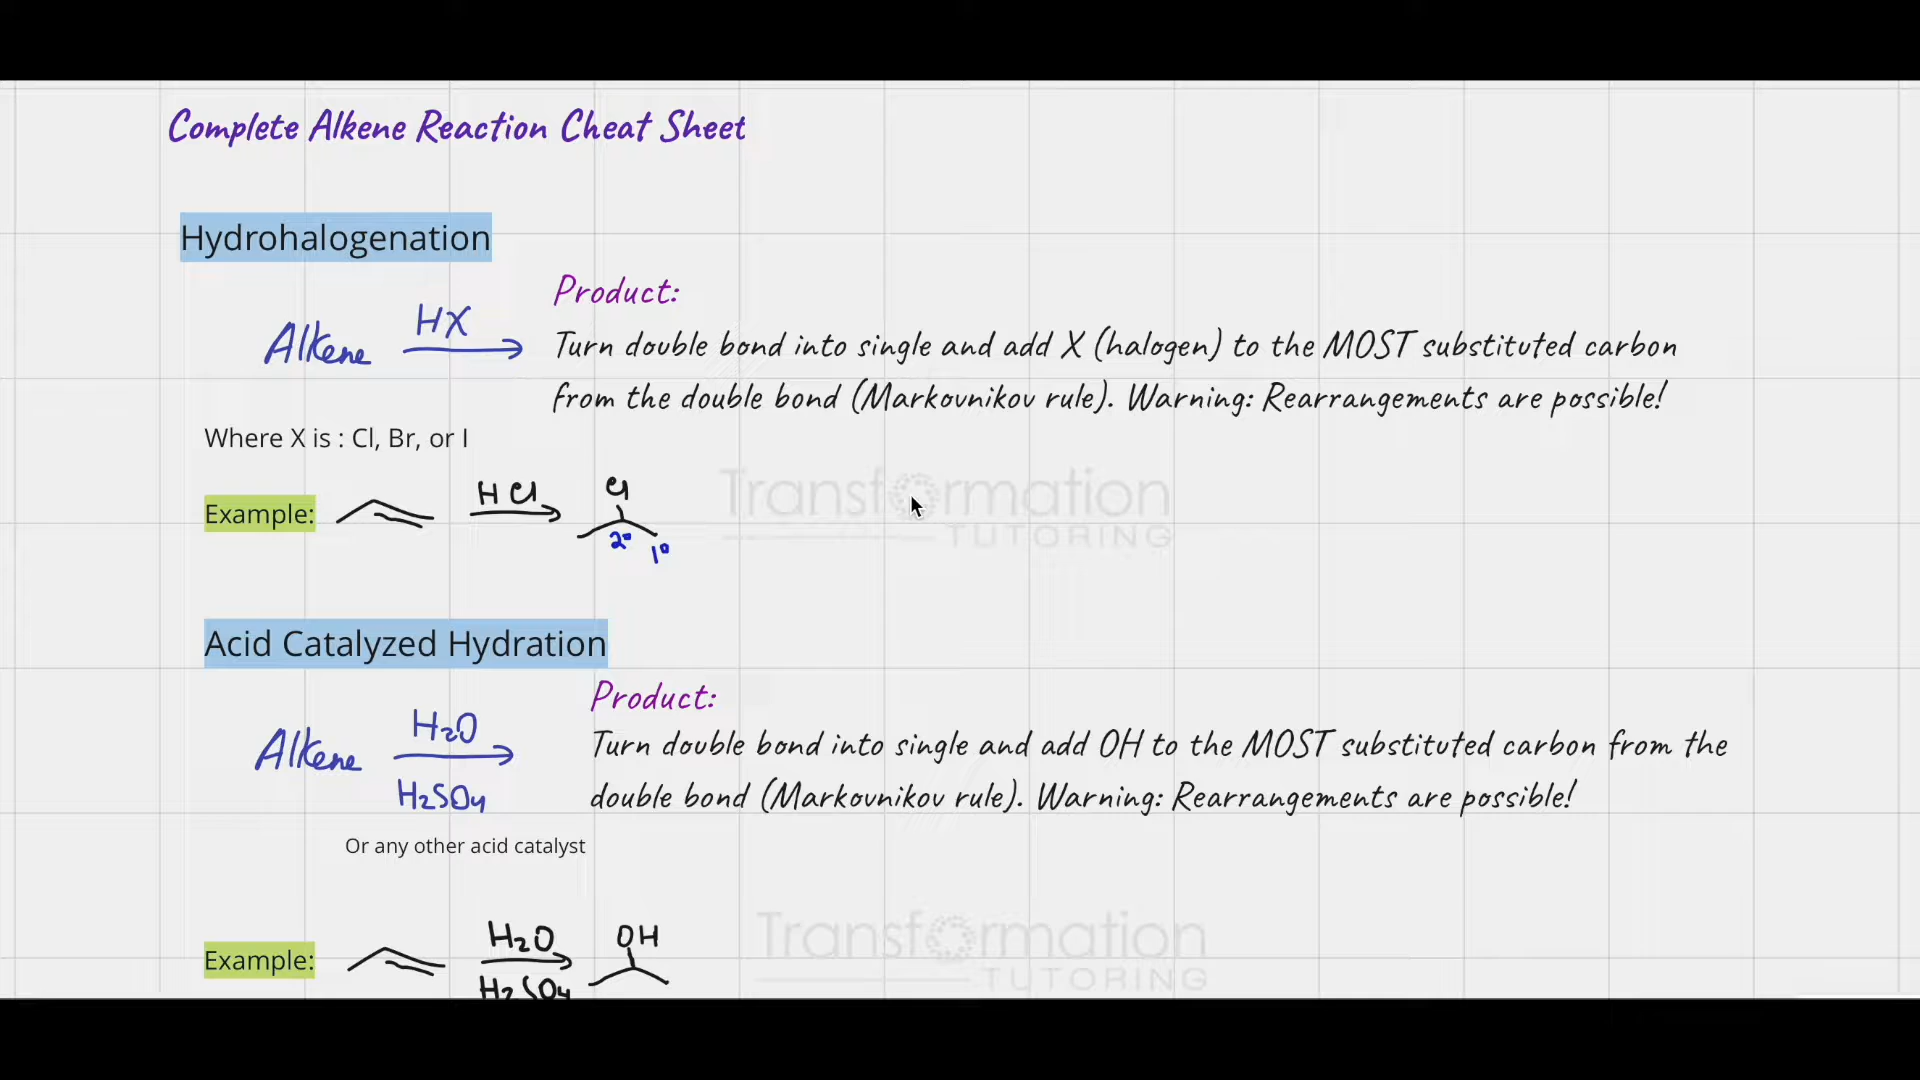 Complete Alkene Reaction Cheat Sheet
Hydrohalogenation
Product:
Alkene HX
Turn double bond into single and add X (halogen) to the MOST substituted carbon
from the double bond (Markovnikov rule). Warning: Rearrangements are possible!
Where X is : Cl, Br, or I
Transformation
TUTORING
Example: HCl Cl
2° 1°
Acid Catalyzed Hydration
Product:
Alkene H2O
H2SO4
Turn double bond into single and add OH to the MOST substituted carbon from the
double bond (Markovnikov rule). Warning: Rearrangements are possible!
Or any other acid catalyst
Transformation
TUTORING
Example: H2O OH
H2SO4